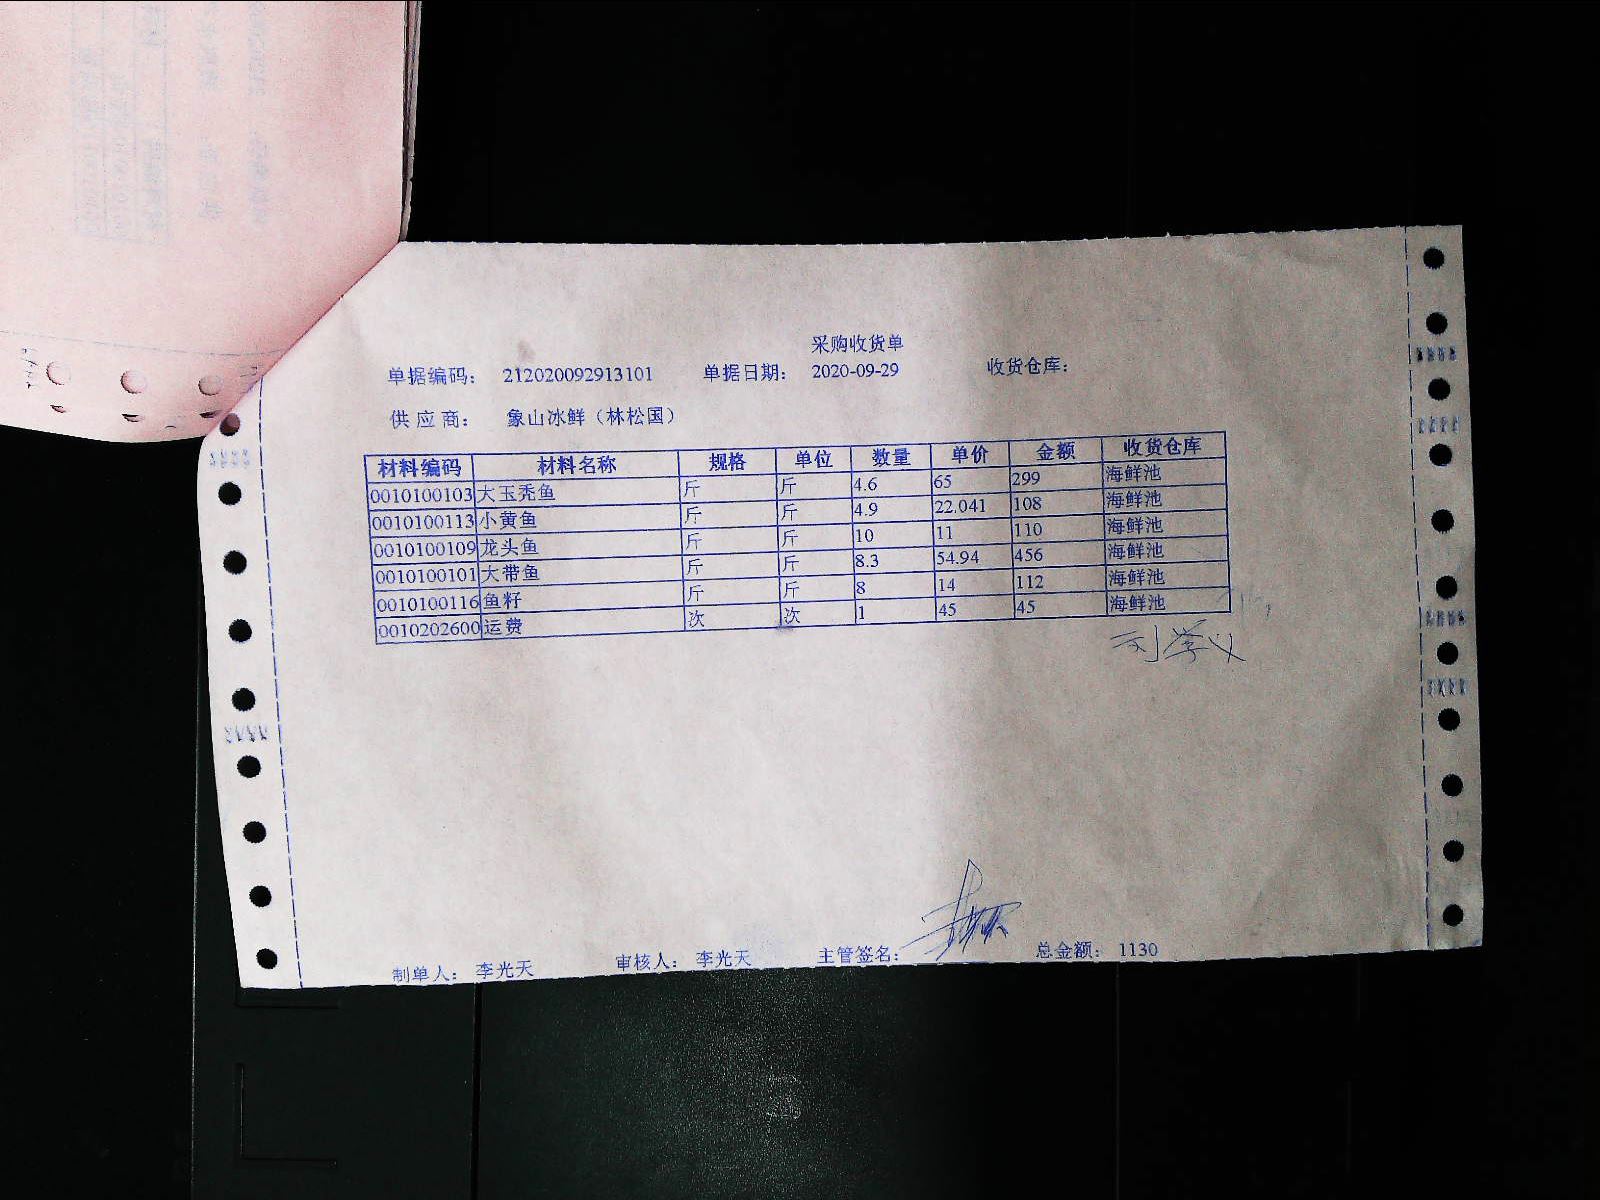 采购收货单
单据编码： 212020092913101 单据日期： 2020-09-29 收货仓库：
供应商： 象山冰鲜（林松国）
材料编码 材料名称 规格 单位 数量 单价 金额 收货仓库
0010100103 大玉秃鱼 斤 斤 4.6 65 299 海鲜池
0010100113 小黄鱼 斤 斤 4.9 22.041 108 海鲜池
0010100109 龙头鱼 斤 斤 10 11 110 海鲜池
0010100101 大带鱼 斤 斤 8.3 54.94 456 海鲜池
0010100116 鱼籽 斤 斤 8 14 112 海鲜池
0010202600 运费 次 次 1 45 45 海鲜池
刘学义
制单人： 李光天 审核人： 李光天 主管签名： 总金额： 1130